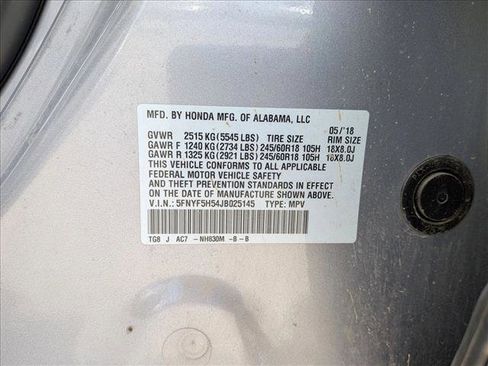 MFD. BY HONDA MFG. OF ALABAMA, LLC
05/'18
GVWR 2515 KG (5545 LBS) TIRE SIZE RIM SIZE
GAWR F 1240 KG (2734 LBS) 245/60R18 105H 18X8.0J
GAWR R 1325 KG (2921 LBS) 245/60R18 105H 18X8.0J
THIS VEHICLE CONFORMS TO ALL APPLICABLE
FEDERAL MOTOR VEHICLE SAFETY
AND THEFT PREVENTION STANDARDS IN EFFECT
ON THE DATE OF MANUFACTURE SHOWN ABOVE.
V.I.N.: 5FNYF5H54JB025145 TYPE: MPV
TG8 J AC7 -NH830M -B-B